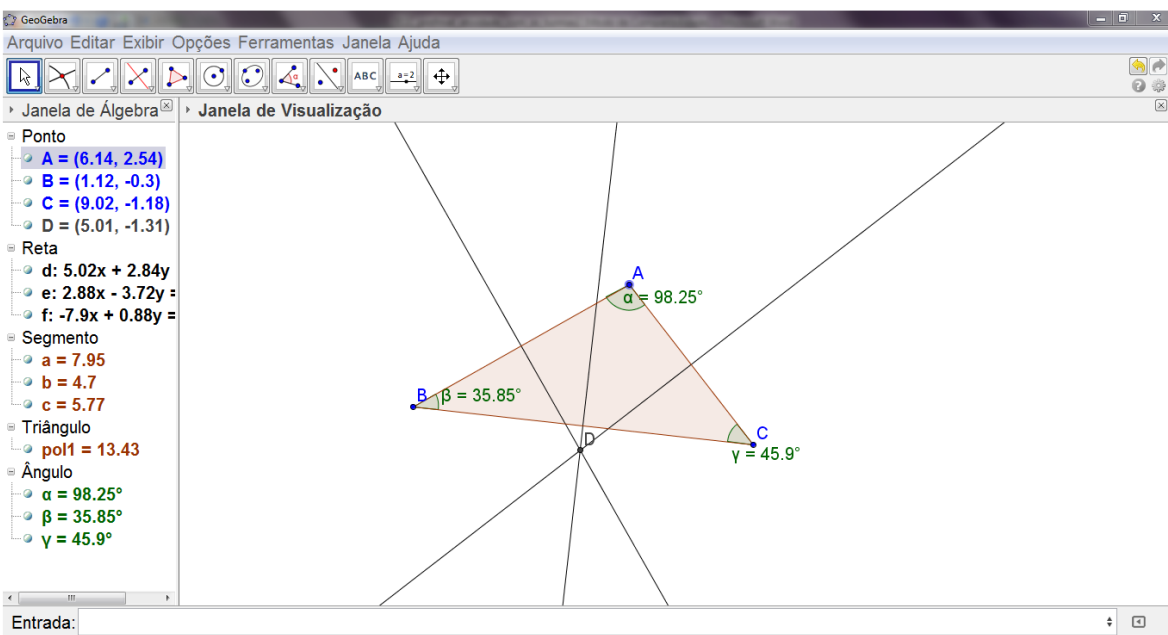 GeoGebra
Arquivo Editar Exibir Opções Ferramentas Janela Ajuda
ABC
a=2
Janela de Álgebra
Janela de Visualização
Ponto
A = (6.14, 2.54)
B = (1.12, -0.3)
C = (9.02, -1.18)
D = (5.01, -1.31)
Reta
d: 5.02x + 2.84y
e: 2.88x - 3.72y =
f: -7.9x + 0.88y =
Segmento
a = 7.95
b = 4.7
c = 5.77
Triângulo
pol1 = 13.43
Ângulo
α = 98.25°
β = 35.85°
γ = 45.9°
A
α = 98.25°
B
β = 35.85°
C
γ = 45.9°
D
Entrada: